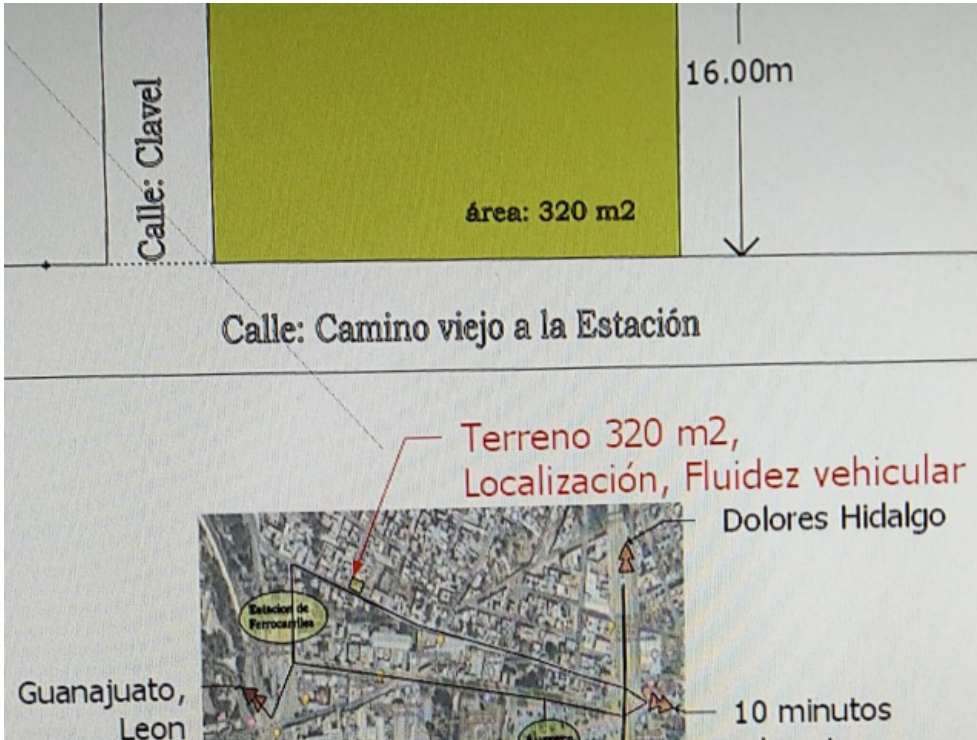 16.00m
Calle: Clavel
área: 320 m2
Calle: Camino viejo a la Estación
Terreno 320 m2,
Localización, Fluidez vehicular
Dolores Hidalgo
Estacion de
Ferrocarriles
Guanajuato,
Leon
10 minutos